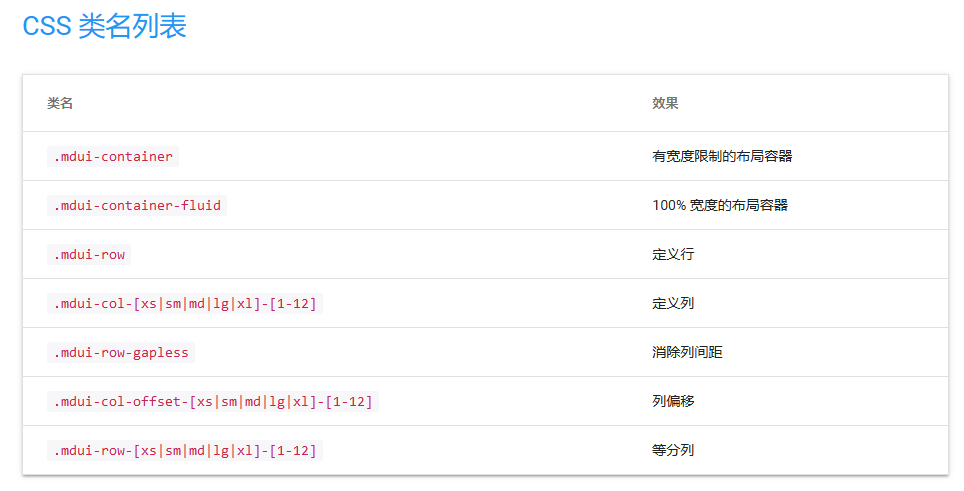 CSS 类名列表
类名 效果
.mdui-container 有宽度限制的布局容器
.mdui-container-fluid 100% 宽度的布局容器
.mdui-row 定义行
.mdui-col-[xs|sm|md|lg|xl]-[1-12] 定义列
.mdui-row-gapless 消除列间距
.mdui-col-offset-[xs|sm|md|lg|xl]-[1-12] 列偏移
.mdui-row-[xs|sm|md|lg|xl]-[1-12] 等分列